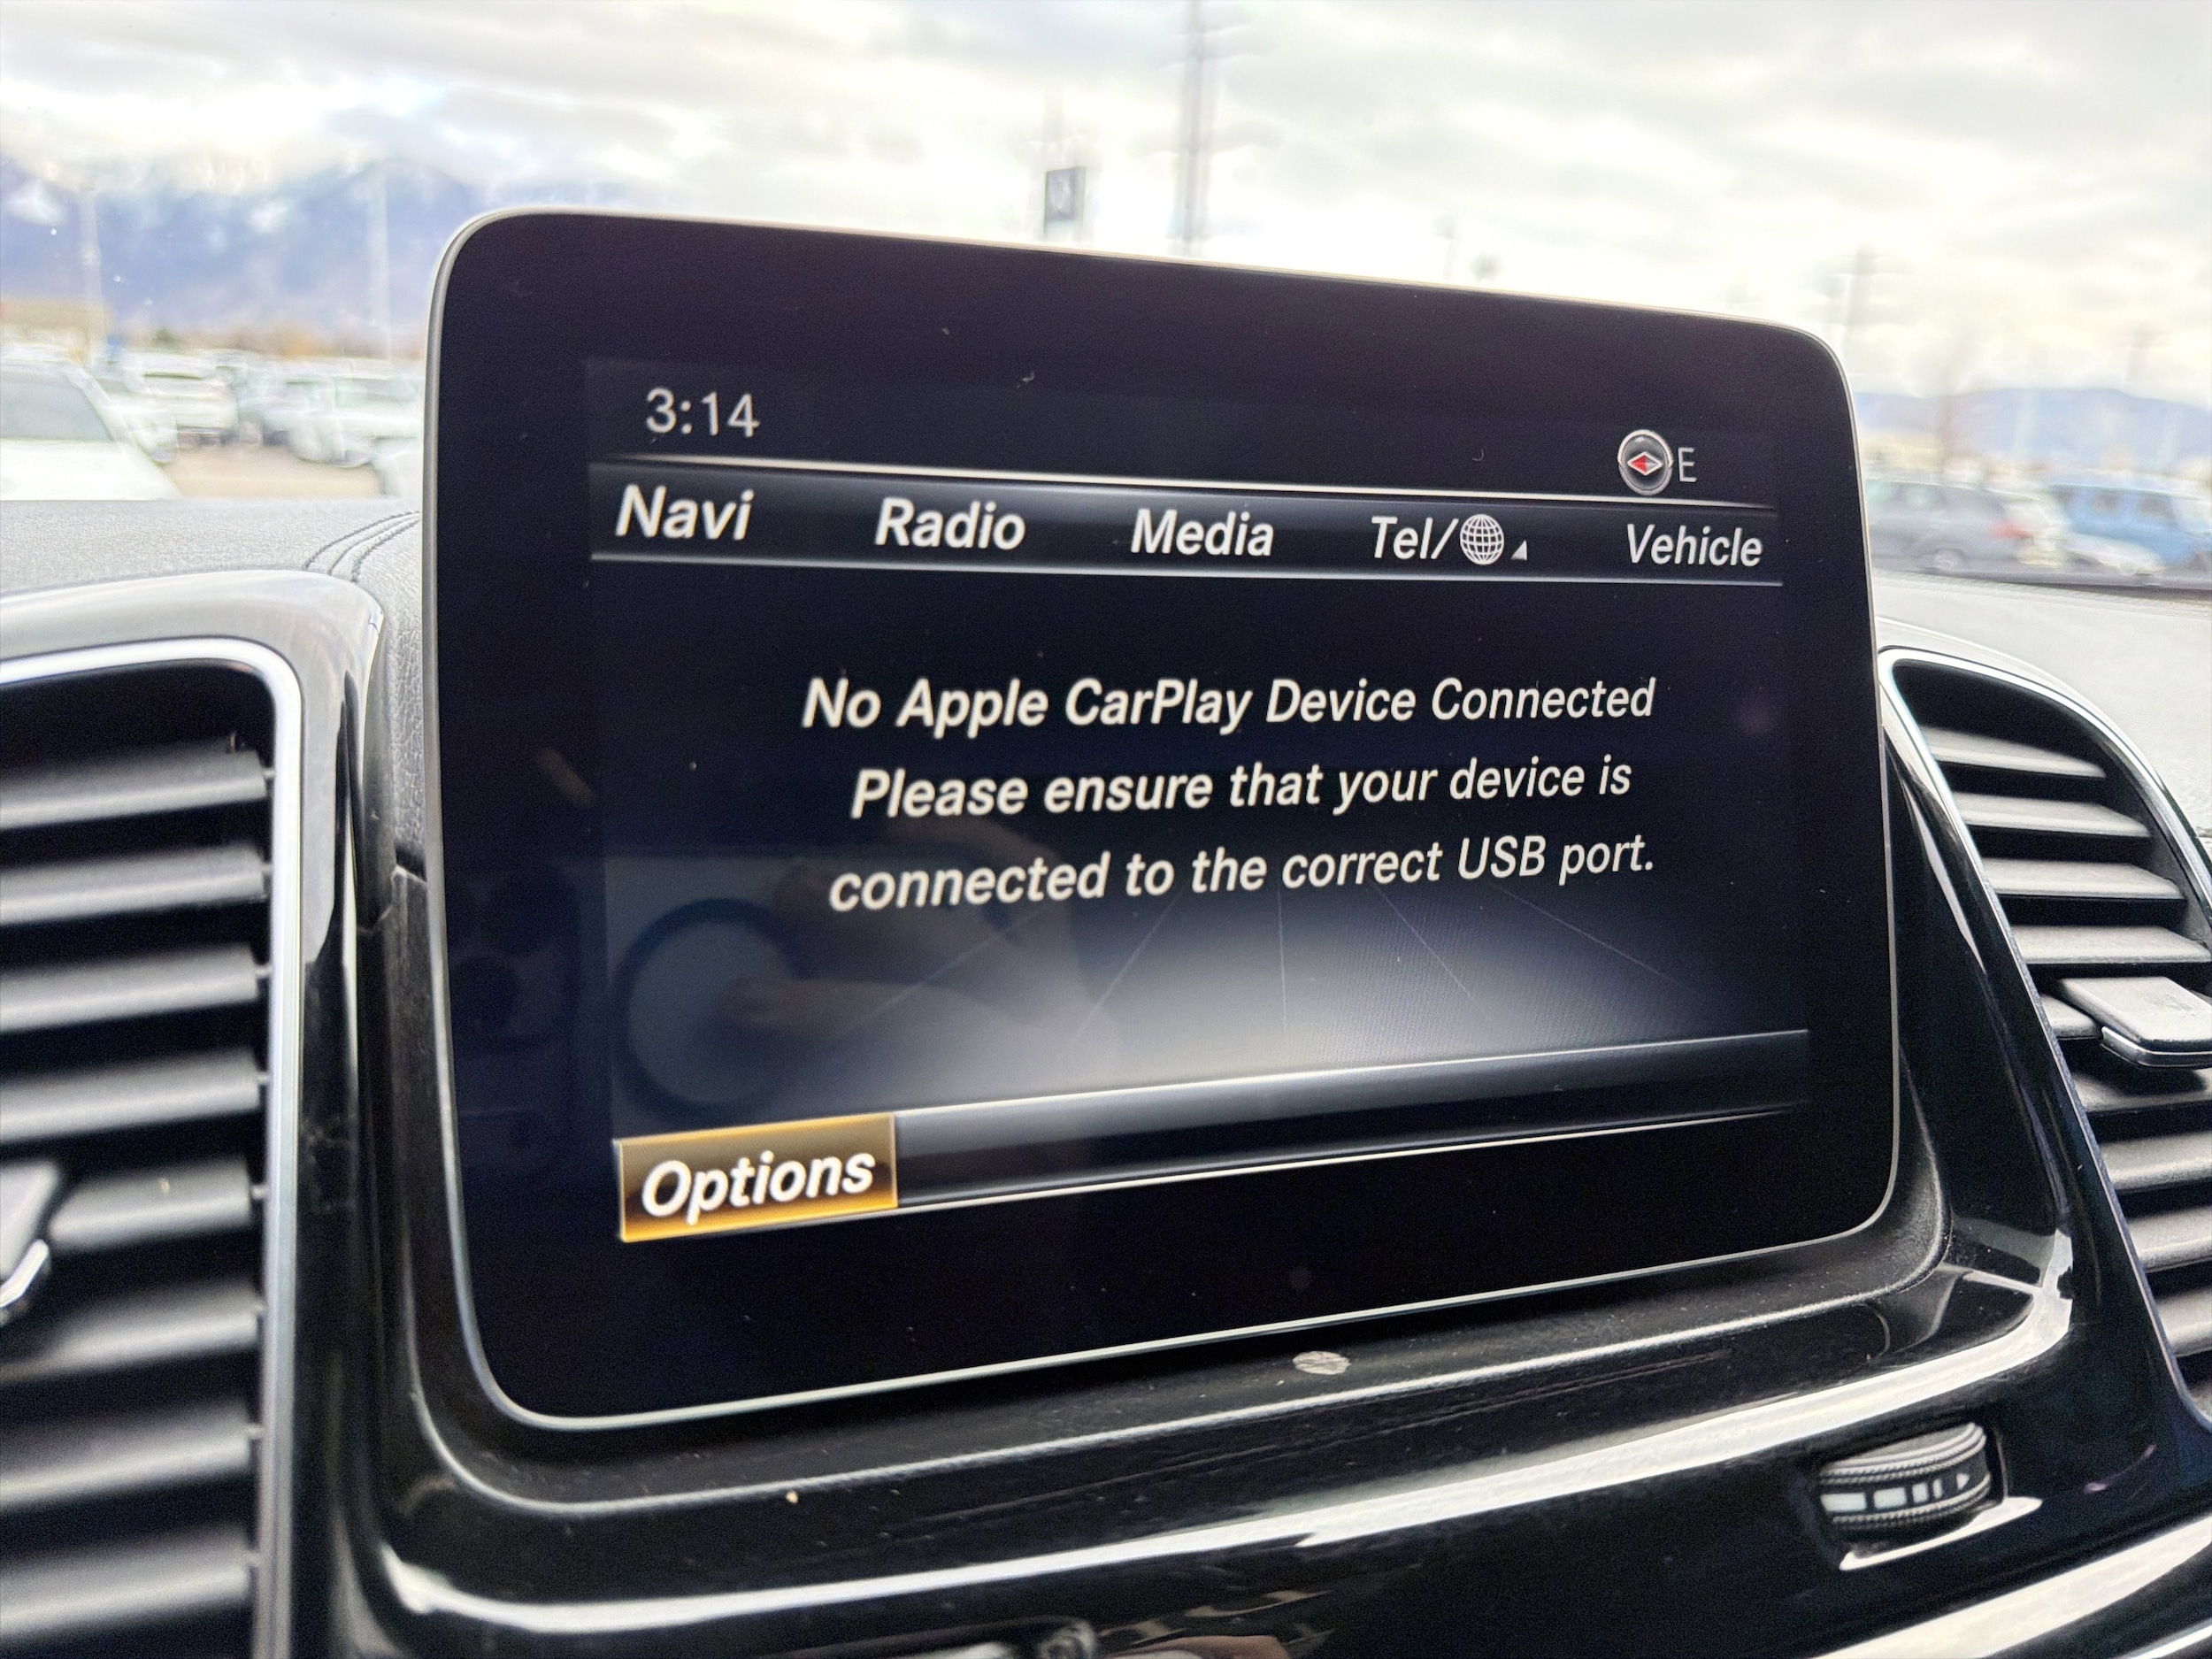 3:14
E
Navi Radio Media Tel/ Vehicle
No Apple CarPlay Device Connected
Please ensure that your device is
connected to the correct USB port.
Options